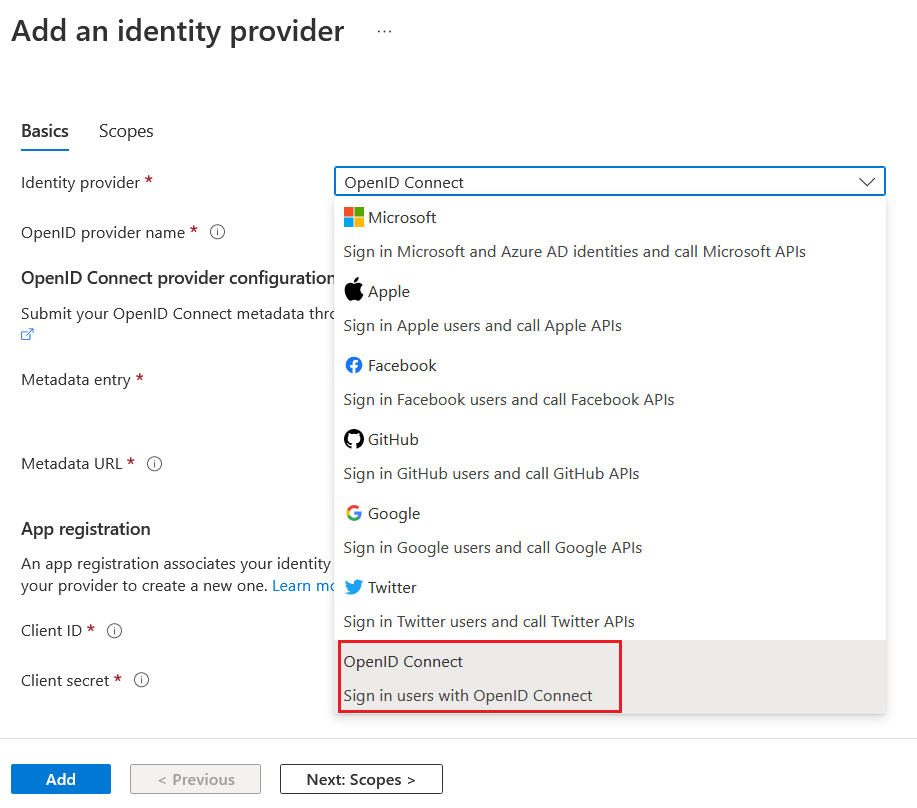 Add an identity provider ...
Basics Scopes
Identity provider *
OpenID Connect
OpenID provider name *
OpenID Connect provider configuration
Submit your OpenID Connect metadata
Metadata entry *
Metadata URL *
App registration
An app registration associates your identity
your provider to create a new one. Learn
Client ID *
Client secret *
Microsoft
Sign in Microsoft and Azure AD identities and call Microsoft APIs
Apple
Sign in Apple users and call Apple APIs
Facebook
Sign in Facebook users and call Facebook APIs
GitHub
Sign in GitHub users and call GitHub APIs
Google
Sign in Google users and call Google APIs
Twitter
Sign in Twitter users and call Twitter APIs
OpenID Connect
Sign in users with OpenID Connect
Add
< Previous
Next: Scopes >